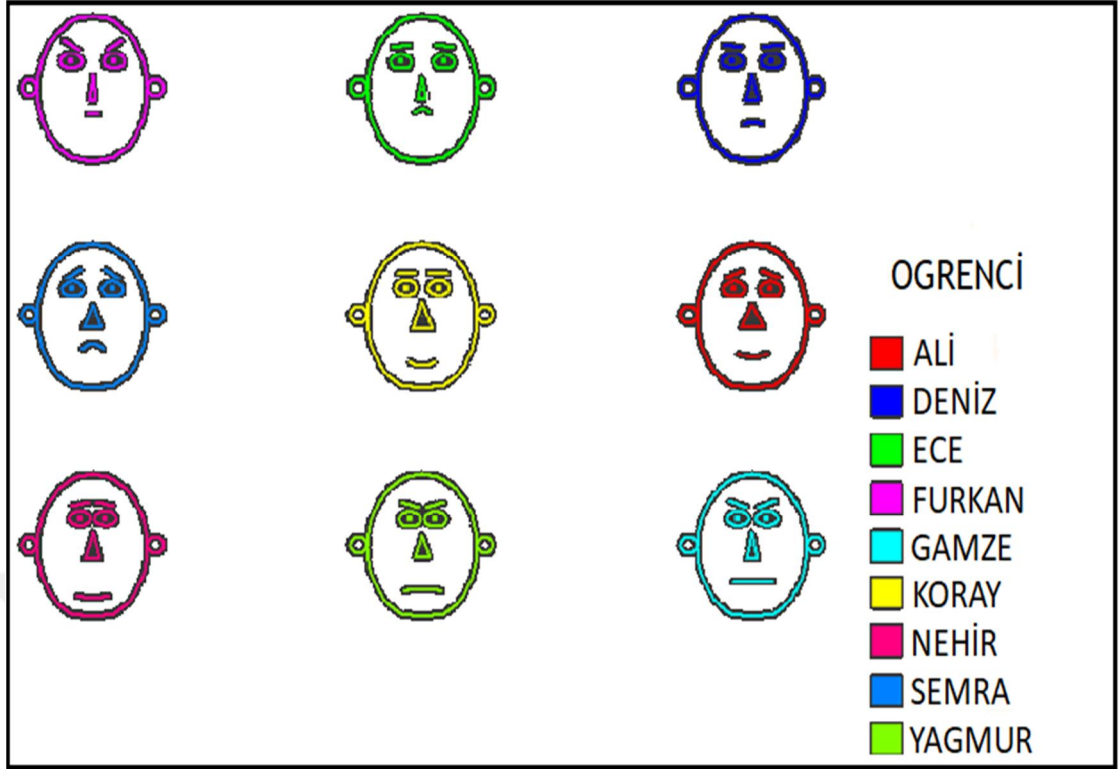 OGRENCİ
ALİ
DENİZ
ECE
FURKAN
GAMZE
KORAY
NEHİR
SEMRA
YAGMUR